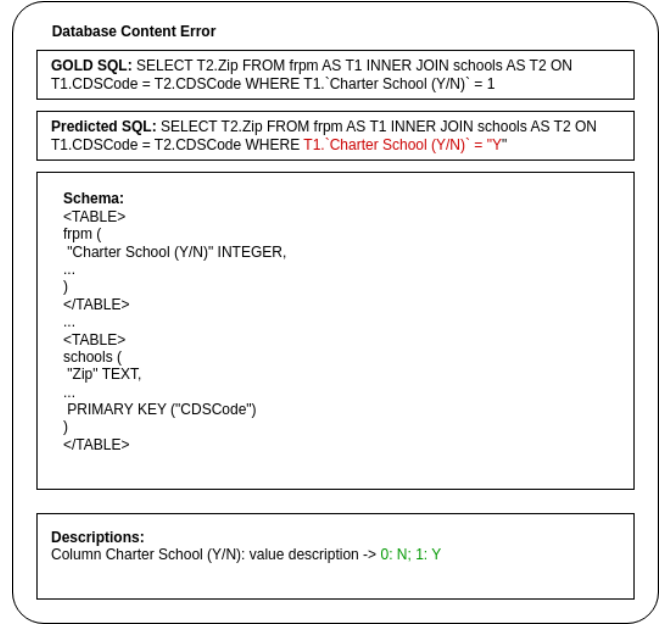 Database Content Error
GOLD SQL: SELECT T2.Zip FROM frpm AS T1 INNER JOIN schools AS T2 ON
T1.CDSCode = T2.CDSCode WHERE T1.`Charter School (Y/N)` = 1
Predicted SQL: SELECT T2.Zip FROM frpm AS T1 INNER JOIN schools AS T2 ON
T1.CDSCode = T2.CDSCode WHERE T1.`Charter School (Y/N)` = "Y"
Schema:
<TABLE>
frpm (
"Charter School (Y/N)" INTEGER,
...
)
</TABLE>
...
<TABLE>
schools (
"Zip" TEXT,
...
PRIMARY KEY ("CDSCode")
)
</TABLE>
Descriptions:
Column Charter School (Y/N): value description -> 0: N; 1: Y